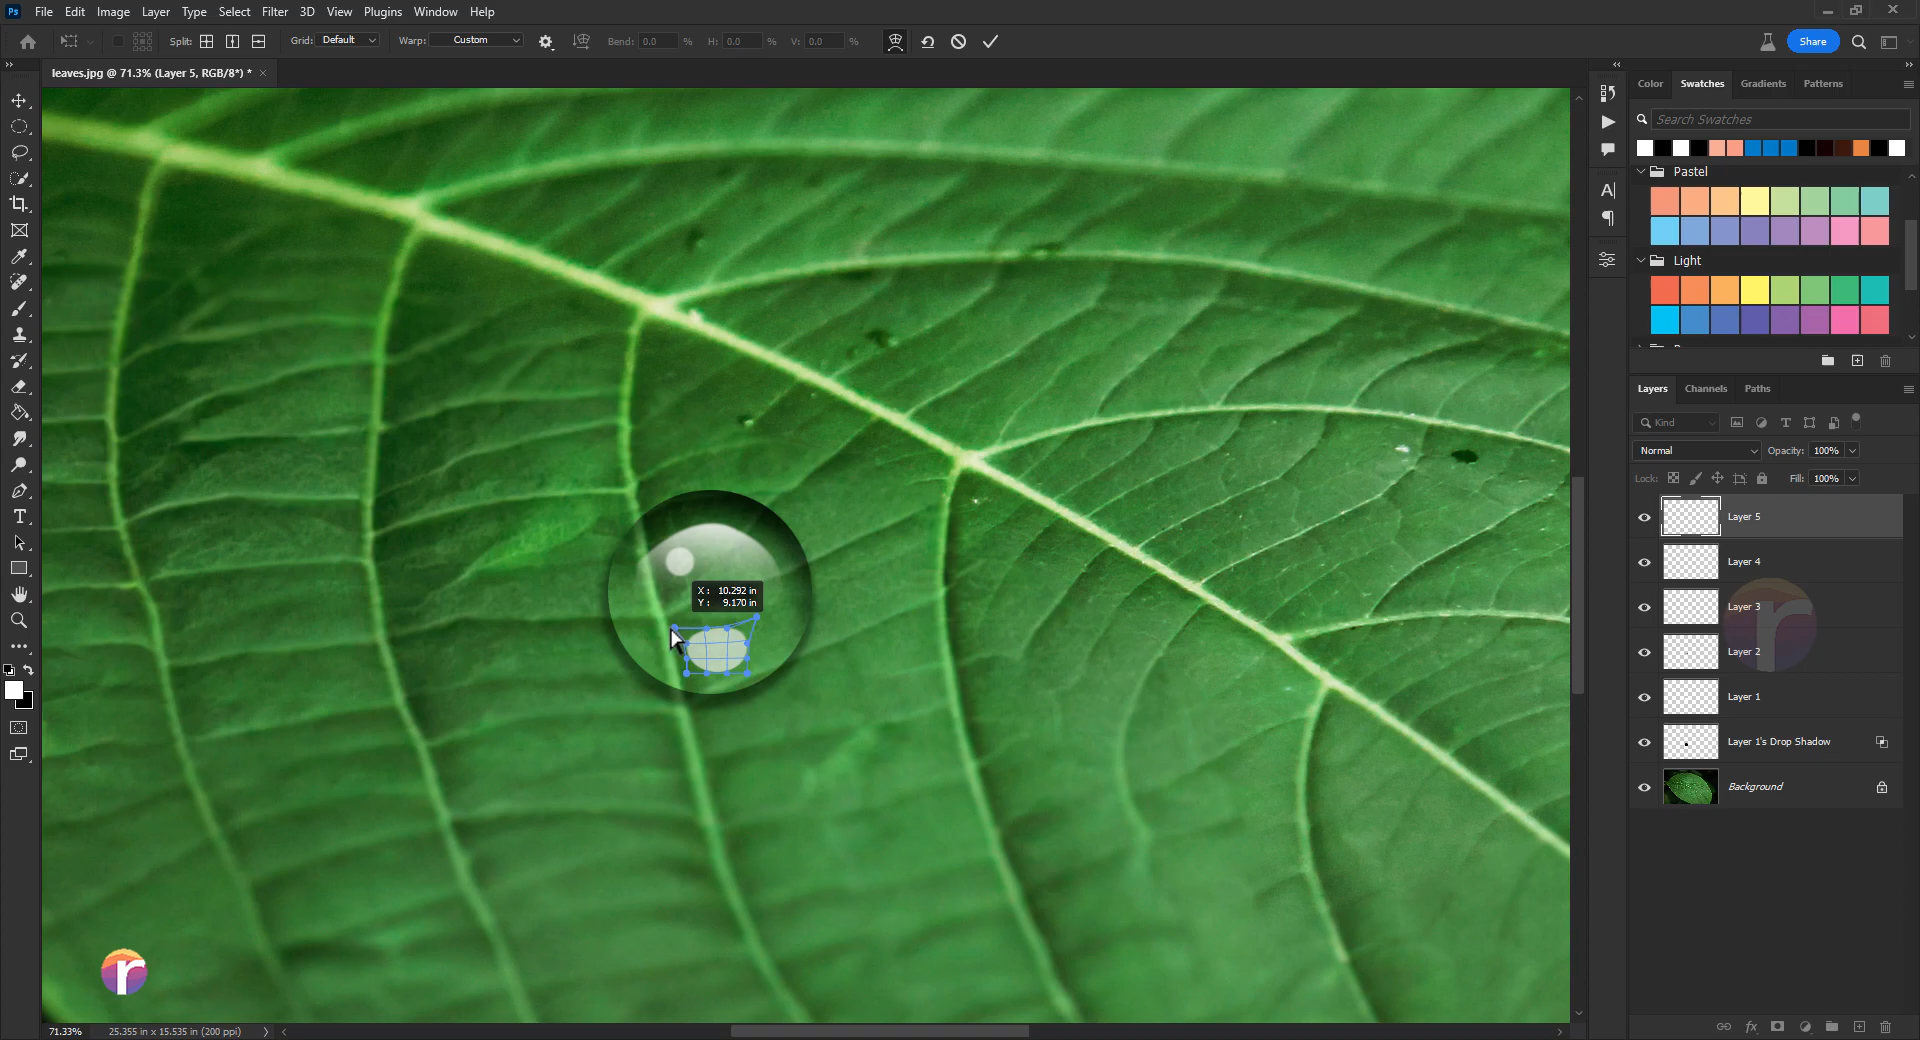 Ps File Edit Image Layer Type Select Filter 3D View Plugins Window Help
Split: Grid: Default Warp: Custom Bend: 0.0 % H: 0.0 % V: 0.0 % Share
leaves.jpg @ 71.3% (Layer 5, RGB/8*) *
Color Swatches Gradients Patterns
Search Swatches
Pastel
Light
X : 10.292 in
Y : 9.170 in
Layers Channels Paths
Kind
Normal Opacity: 100%
Lock: Fill: 100%
Layer 5
Layer 4
Layer 3
Layer 2
Layer 1
Layer 1's Drop Shadow
Background
r
71.33% 25.355 in x 15.535 in (200 ppi)